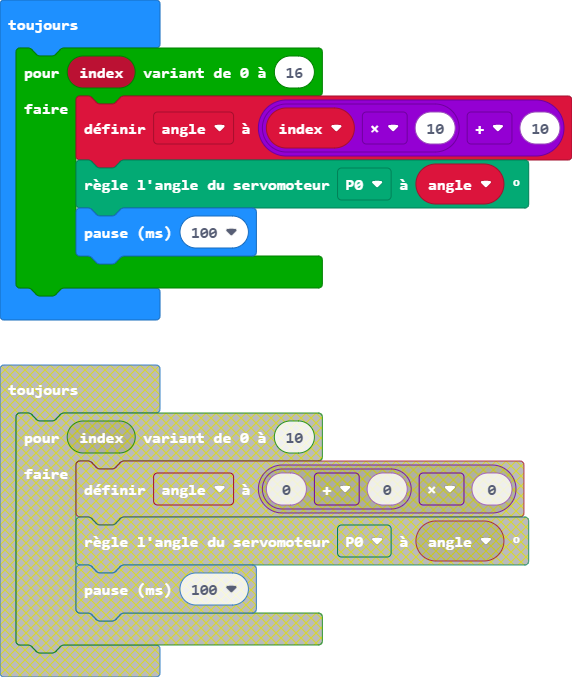 toujours
pour index variant de 0 à 16
faire
définir angle à index × 10 + 10
règle l'angle du servomoteur P0 à angle °
pause (ms) 100
toujours
pour index variant de 0 à 10
faire
définir angle à 0 + 0 × 0
règle l'angle du servomoteur P0 à angle °
pause (ms) 100